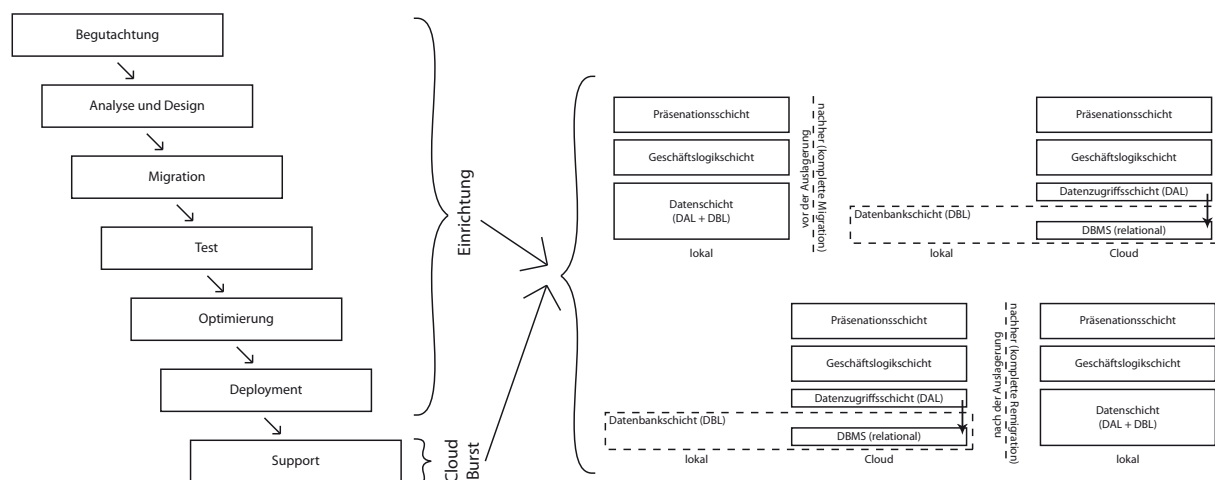 Begutachtung
Analyse und Design
Migration
Test
Optimierung
Deployment
Support
Einrichtung
Cloud
Burst
Präsenationsschicht
Geschäftslogikschicht
Datenschicht
(DAL + DBL)
lokal
vor der Auslagerung
nachher (komplette Migration)
Präsenationsschicht
Geschäftslogikschicht
Datenzugriffsschicht (DAL)
Datenbankschicht (DBL)
DBMS (relational)
lokal
Cloud
Präsenationsschicht
Geschäftslogikschicht
Datenzugriffsschicht (DAL)
Datenbankschicht (DBL)
DBMS (relational)
lokal
Cloud
nach der Auslagerung
nachher (komplette Remigration)
Präsenationsschicht
Geschäftslogikschicht
Datenschicht
(DAL + DBL)
lokal